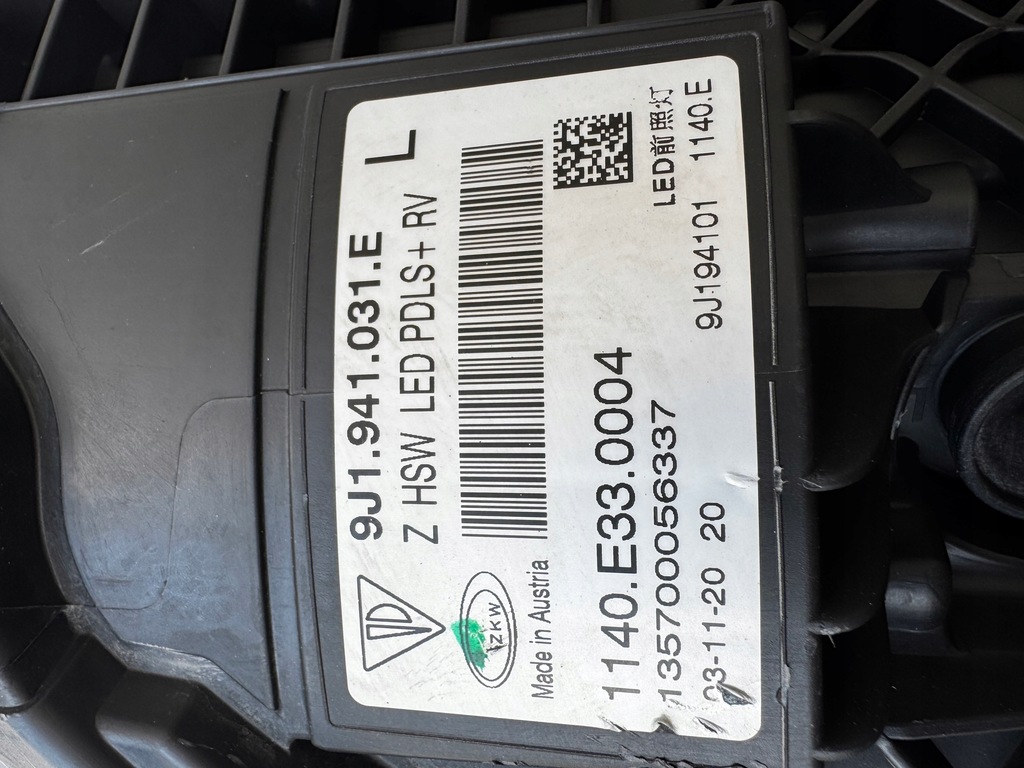 9J1.941.031.E L
Z HSW LED PDLS+ RV
ZKW
Made in Austria
LED前照灯
1140.E33.0004
1357000056337
9J194101 1140.E
03-11-20 20